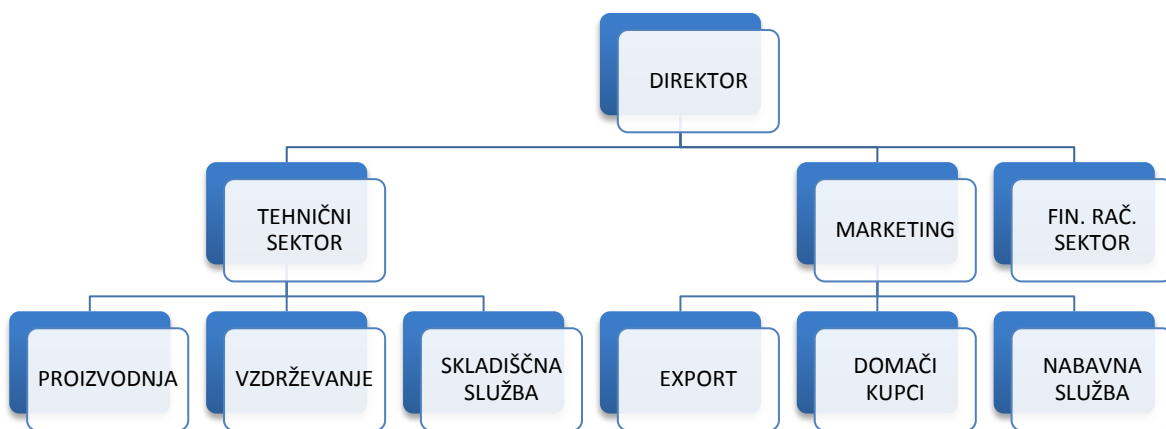 DIREKTOR
TEHNIČNI
SEKTOR
MARKETING
FIN. RAČ.
SEKTOR
PROIZVODNJA
VZDRŽEVANJE
SKLADIŠČNA
SLUŽBA
EXPORT
DOMAČI
KUPCI
NABAVNA
SLUŽBA